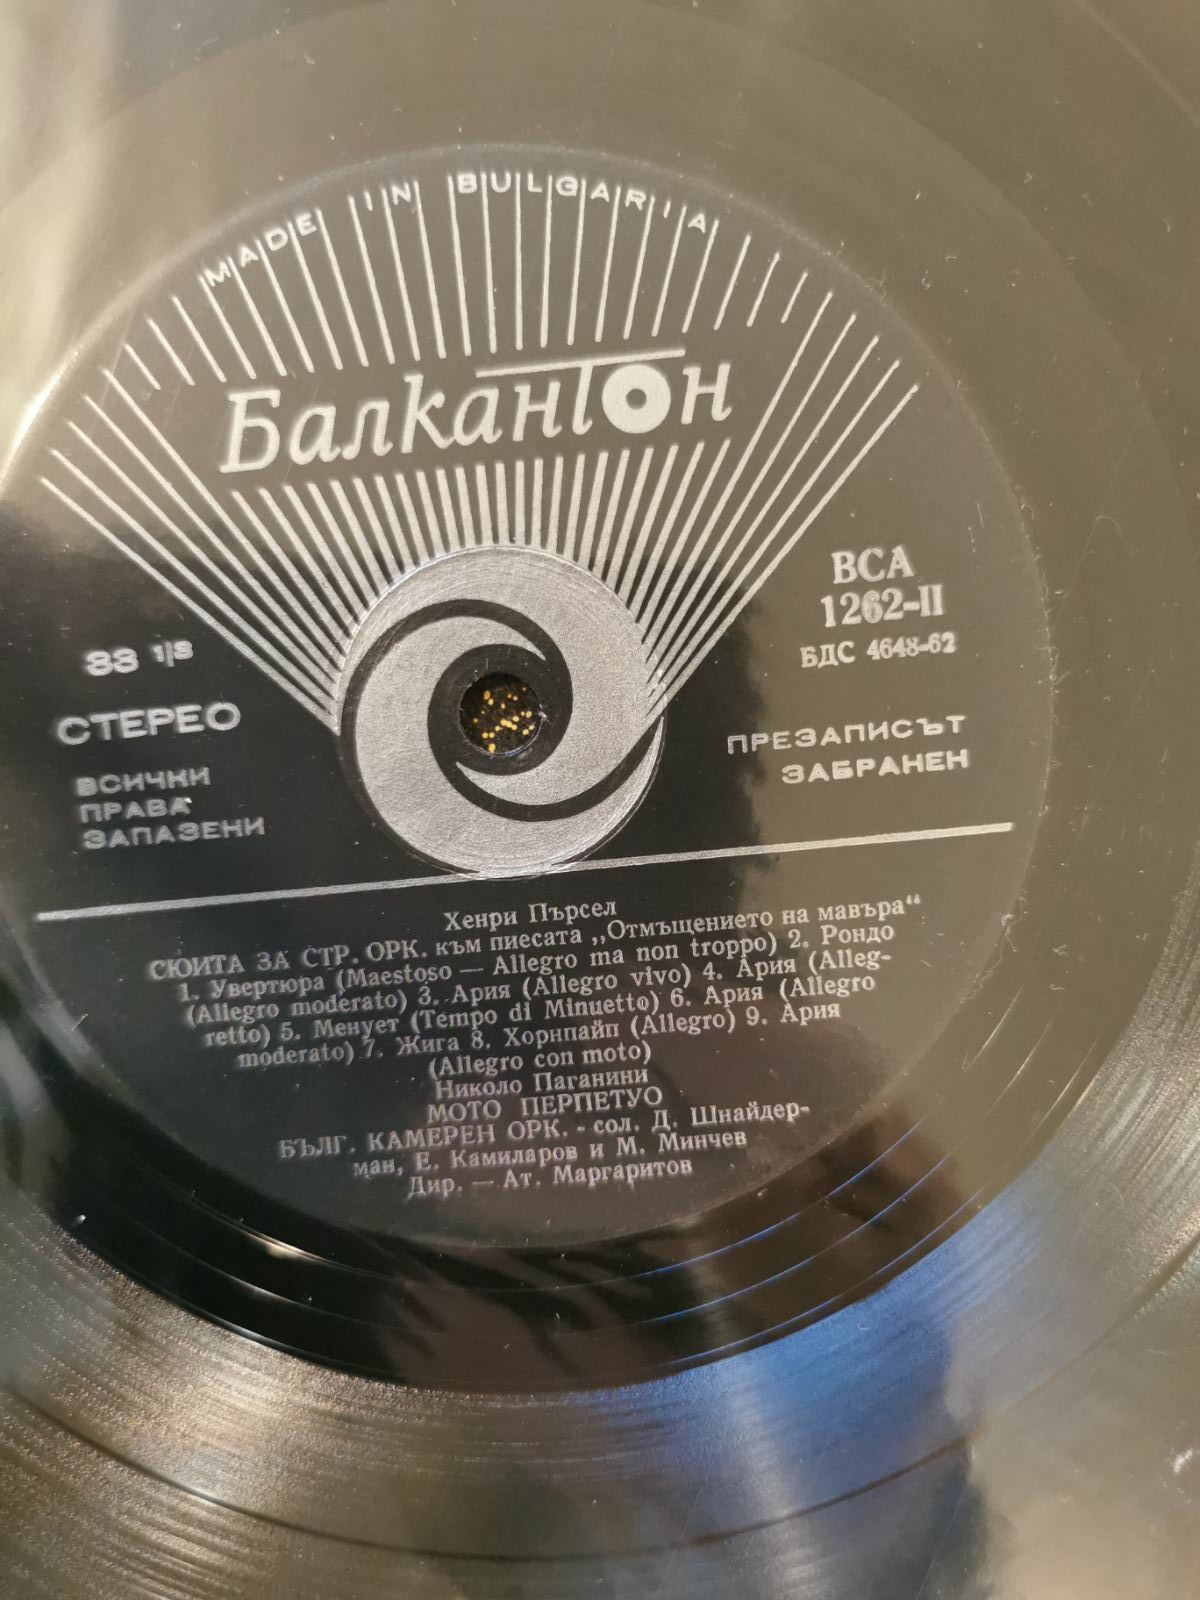 MADE IN BULGARIA
Балкантон
ВСА
1262-II
БДС 4648-62
33 1/3
СТЕРЕО
ВСИЧКИ
ПРАВА
ЗАПАЗЕНИ
ПРЕЗАПИСЪТ
ЗАБРАНЕН
Хенри Пърсел
СЮИТА ЗА СТР. ОРК. към пиесата „Отмъщението на мавъра“
1. Увертюра (Maestoso — Allegro ma non troppo) 2. Рондо
(Allegro moderato) 3. Ария (Allegro vivo) 4. Ария (Alleg-
retto) 5. Менует (Tempo di Minuetto) 6. Ария (Allegro
moderato) 7. Жига 8. Хорнпайп (Allegro) 9. Ария
(Allegro con moto)
Николо Паганини
МОТО ПЕРПЕТУО
БЪЛГ. КАМЕРЕН ОРК. - сол. Д. Шнайдер-
ман, Е. Камиларов и М. Минчев
Дир. — Ат. Маргаритов